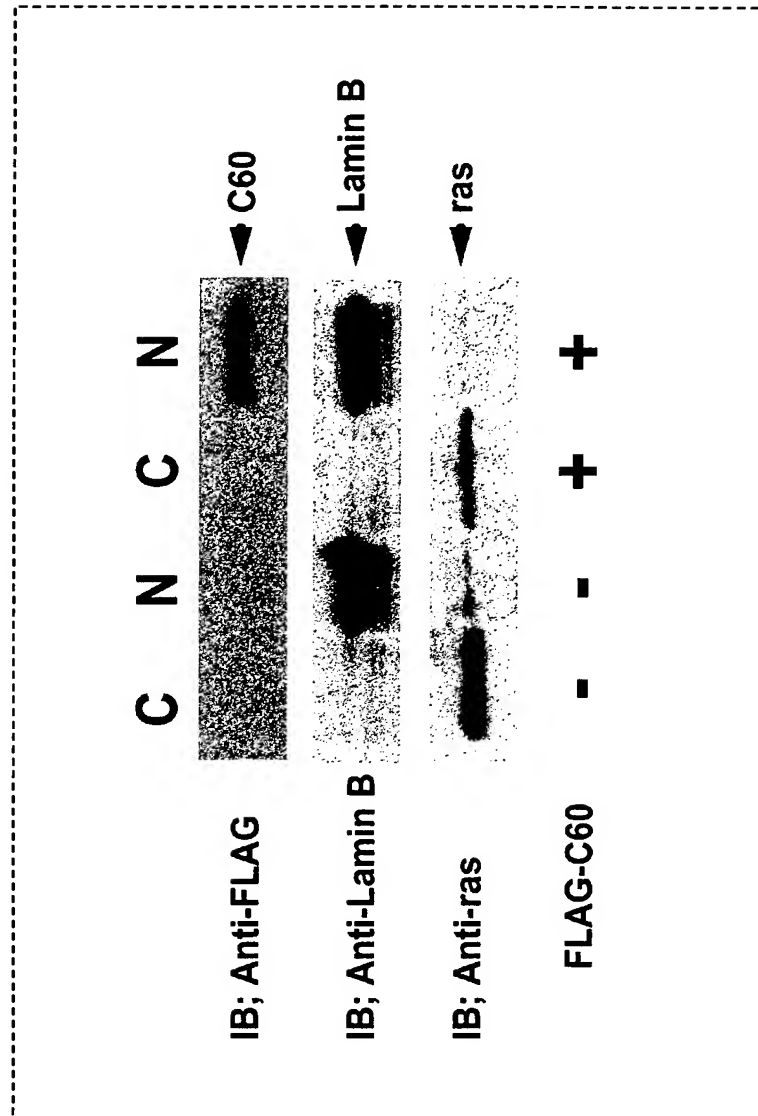 C N C N
IB; Anti-FLAG C60
IB; Anti-Lamin B Lamin B
IB; Anti-ras ras
FLAG-C60 - - + +